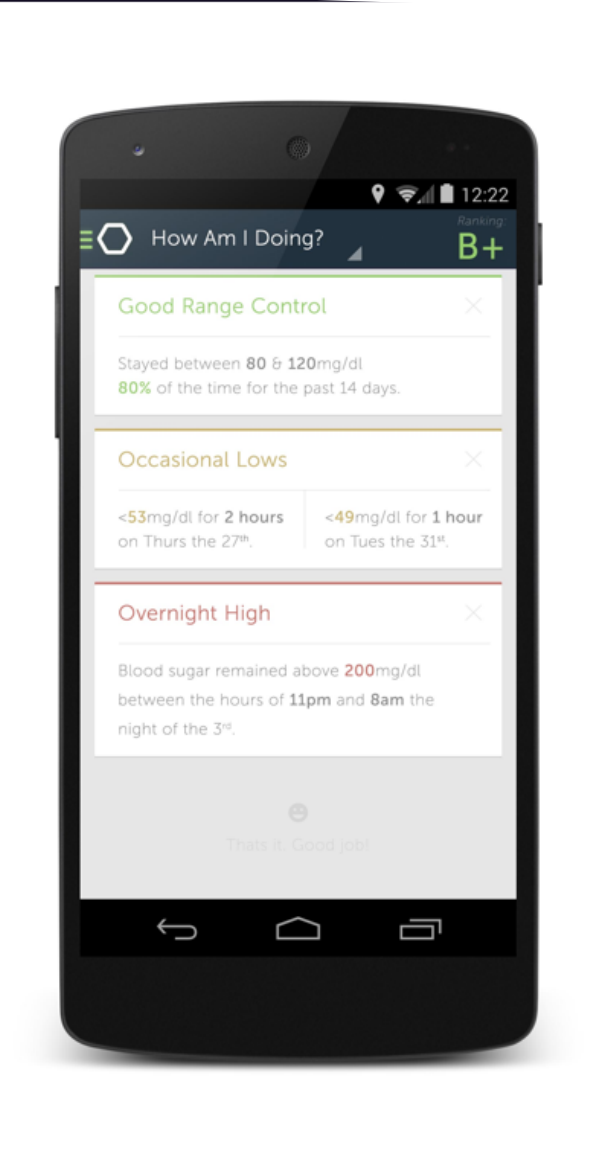 12:22
How Am I Doing?
Ranking:
B+
Good Range Control
Stayed between 80 & 120mg/dl
80% of the time for the past 14 days.
Occasional Lows
<53mg/dl for 2 hours
on Thurs the 27th.
<49mg/dl for 1 hour
on Tues the 31st.
Overnight High
Blood sugar remained above 200mg/dl
between the hours of 11pm and 8am the
night of the 3rd.
Thats it. Good job!